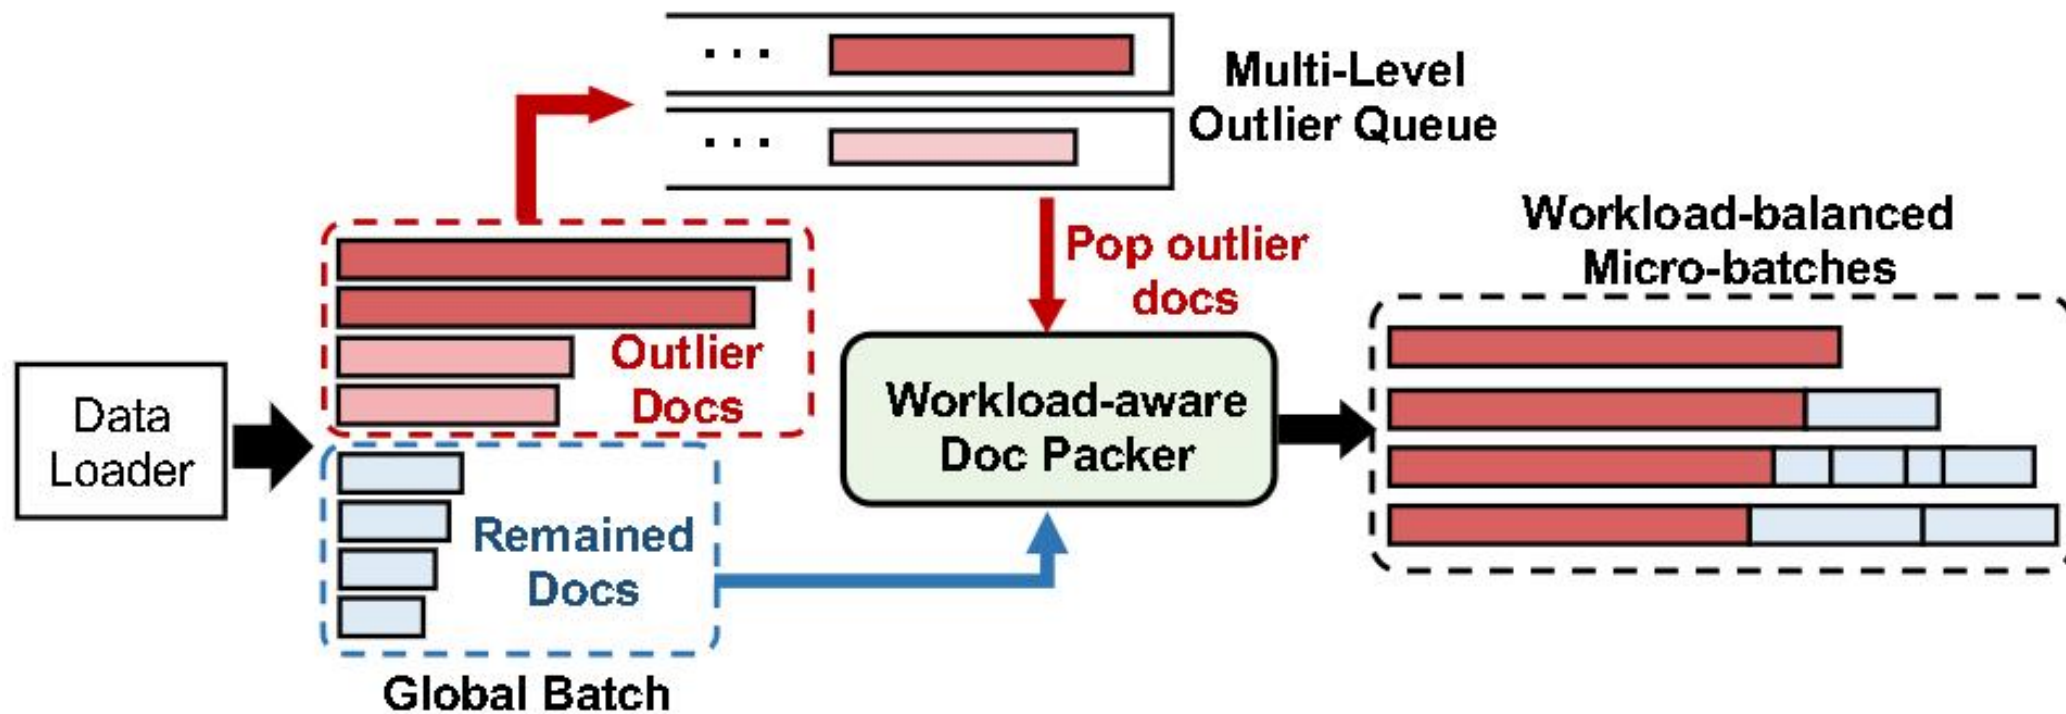 Multi-Level
Outlier Queue
Pop outlier
docs
Workload-balanced
Micro-batches
Data
Loader
Outlier
Docs
Remained
Docs
Global Batch
Workload-aware
Doc Packer